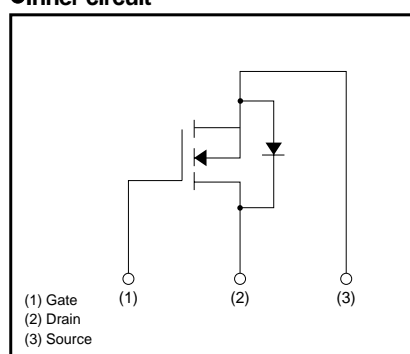 ●Inner circuit
(1) (2) (3)
(1) Gate
(2) Drain
(3) Source